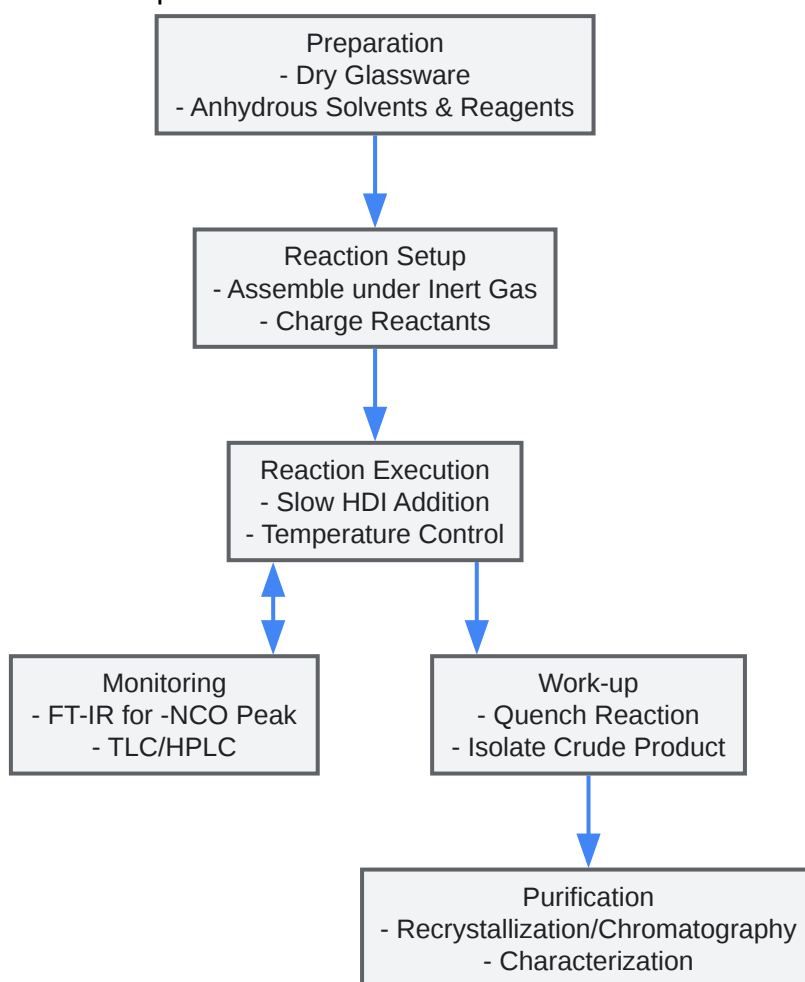 Preparation
- Dry Glassware
- Anhydrous Solvents & Reagents
Reaction Setup
- Assemble under Inert Gas
- Charge Reactants
Reaction Execution
- Slow HDI Addition
- Temperature Control
Monitoring
- FT-IR for -NCO Peak
- TLC/HPLC
Work-up
- Quench Reaction
- Isolate Crude Product
Purification
- Recrystallization/Chromatography
- Characterization